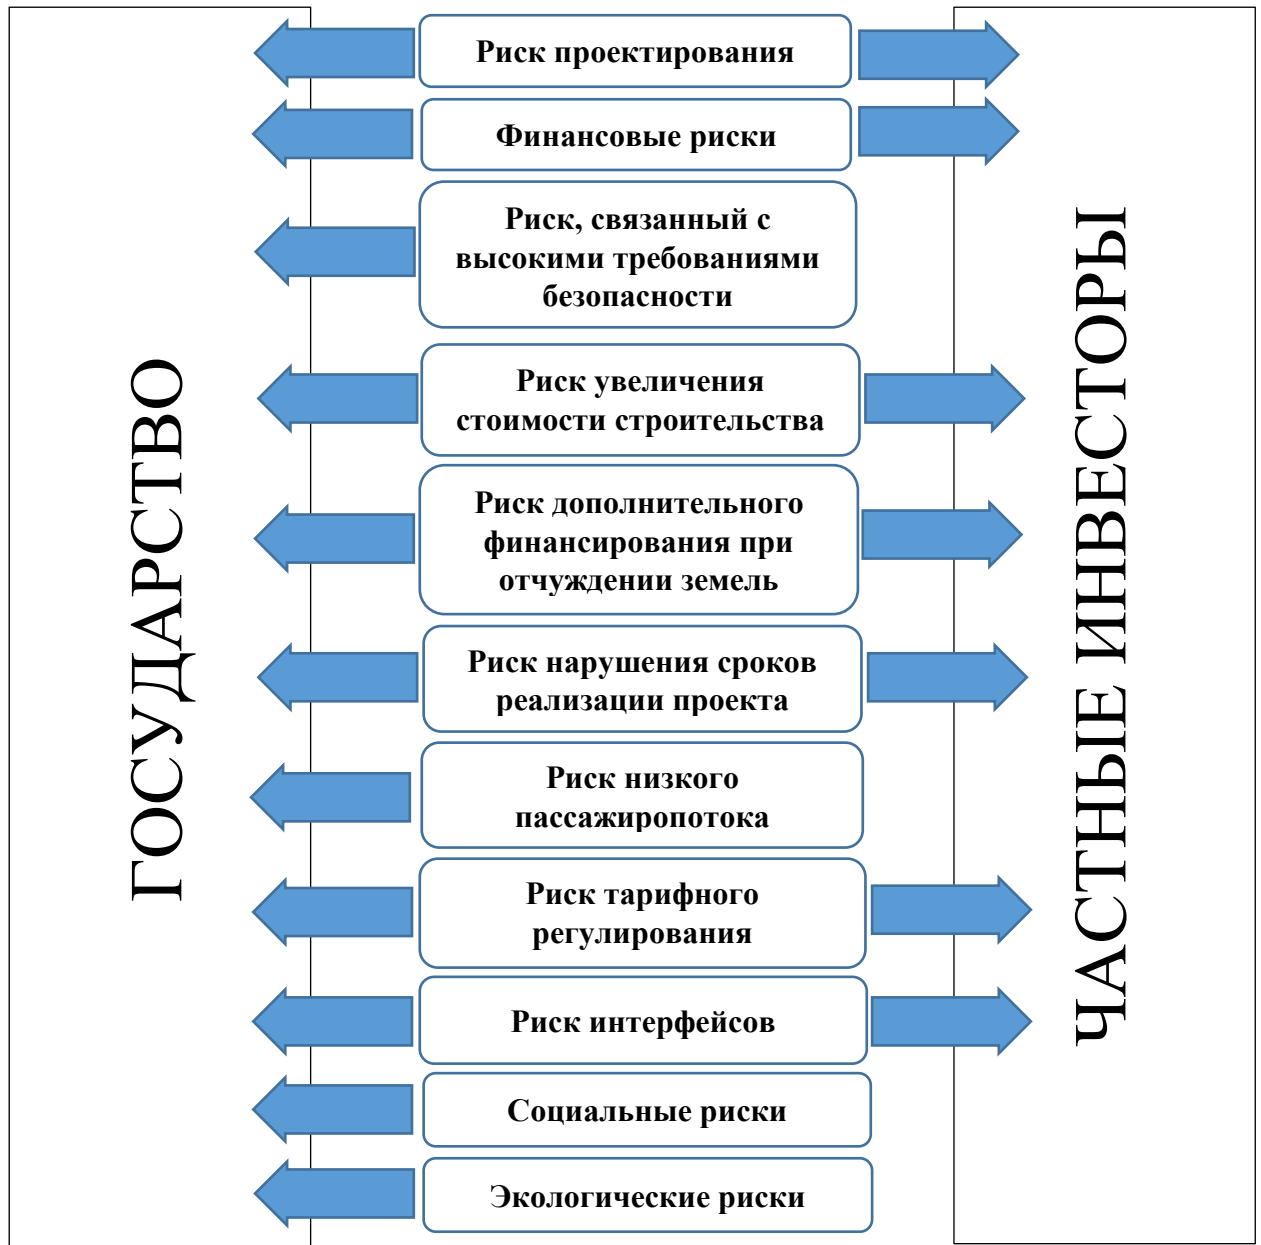 ГОСУДАРСТВО
Риск проектирования
Финансовые риски
Риск, связанный с
высокими требованиями
безопасности
Риск увеличения
стоимости строительства
Риск дополнительного
финансирования при
отчуждении земель
Риск нарушения сроков
реализации проекта
Риск низкого
пассажиропотока
Риск тарифного
регулирования
Риск интерфейсов
Социальные риски
Экологические риски
ЧАСТНЫЕ ИНВЕСТОРЫ